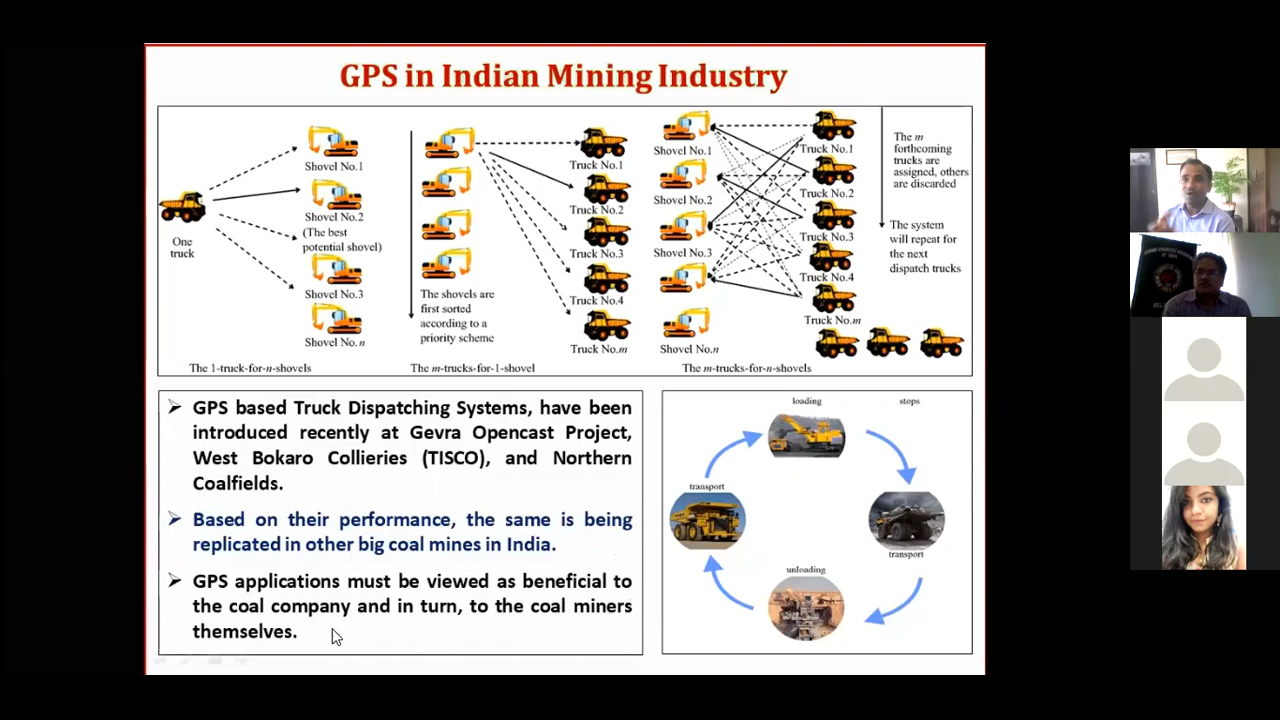 GPS in Indian Mining Industry
One
truck
Shovel No.1
Shovel No.2
(The best
potential shovel)
Shovel No.3
Shovel No.n
The 1-truck-for-n-shovels
The shovels are
first sorted
according to a
priority scheme
Truck No.1
Truck No.2
Truck No.3
Truck No.4
Truck No.m
The m-trucks-for-1-shovel
Shovel No.1
Shovel No.2
Shovel No.3
Shovel No.n
Truck No.1
Truck No.2
Truck No.3
Truck No.4
Truck No.m
The m-trucks-for-n-shovels
The m
forthcoming
trucks are
assigned, others
are discarded
The system
will repeat for
the next
dispatch trucks
➢ GPS based Truck Dispatching Systems, have been
introduced recently at Gevra Opencast Project,
West Bokaro Collieries (TISCO), and Northern
Coalfields.
➢ Based on their performance, the same is being
replicated in other big coal mines in India.
➢ GPS applications must be viewed as beneficial to
the coal company and in turn, to the coal miners
themselves.
loading
stops
transport
transport
unloading